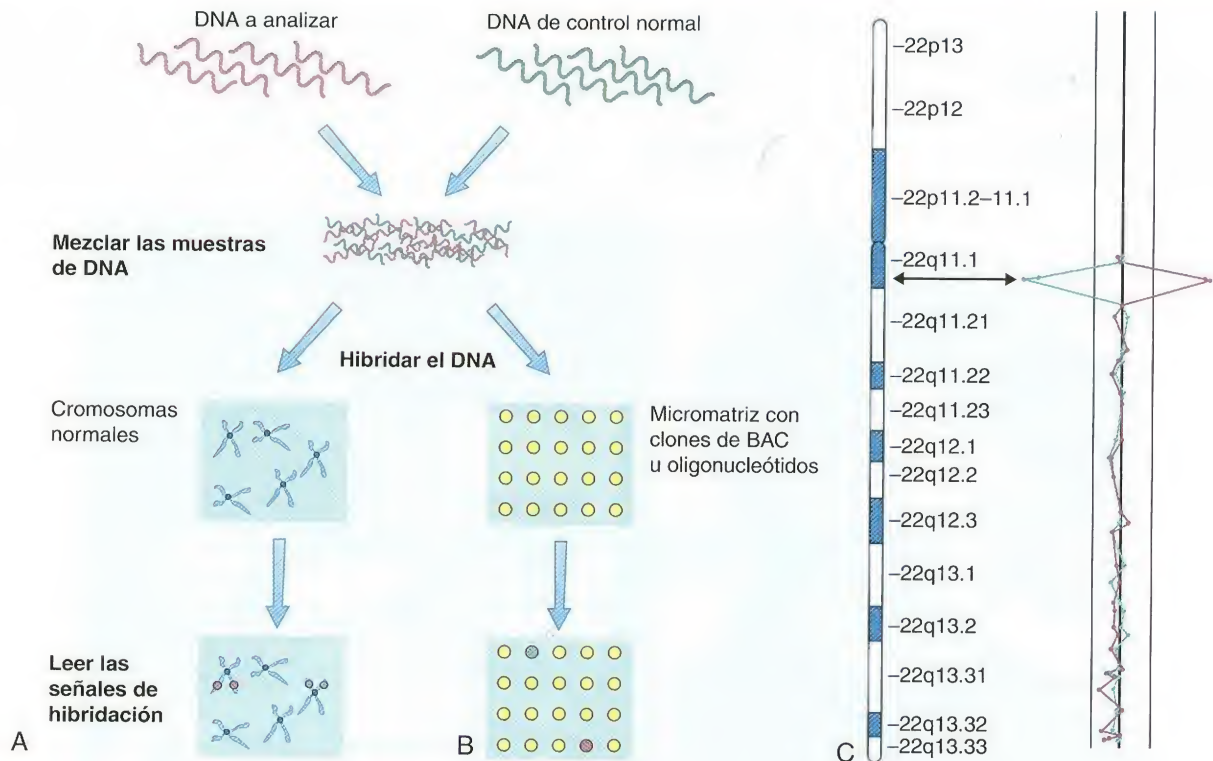 DNA a analizar
DNA de control normal
Mezclar las muestras
de DNA
Hibridar el DNA
Cromosomas
normales
Micromatriz con
clones de BAC
u oligonucleótidos
Leer las
señales de
hibridación
A
B
C
–22p13
–22p12
–22p11.2–11.1
–22q11.1
–22q11.21
–22q11.22
–22q11.23
–22q12.1
–22q12.2
–22q12.3
–22q13.1
–22q13.2
–22q13.31
–22q13.32
–22q13.33